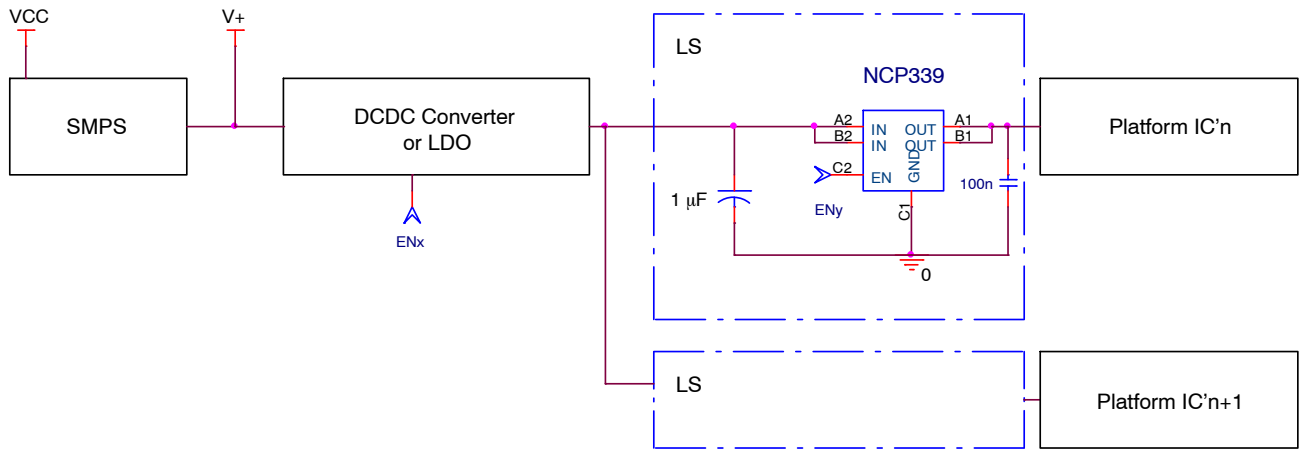 VCC
V+
LS
NCP339
SMPS
DCDC Converter
or LDO
A2
B2
IN
IN
OUT
OUT
A1
B1
Platform IC'n
C2
EN
GND
100n
1 μF
ENy
C1
ENx
0
LS
Platform IC'n+1